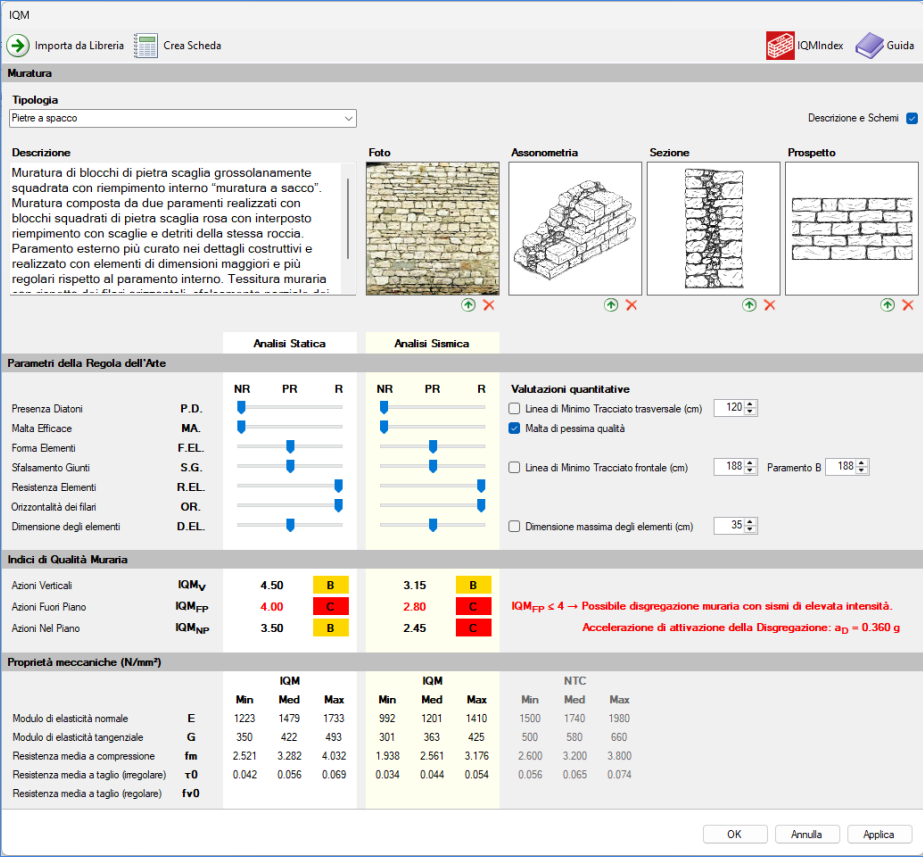 IQM
Importa da Libreria Crea Scheda IQMIndex Guida
Muratura
Tipologia
Pietre a spacco Descrizione e Schemi
Descrizione Foto Assonometria Sezione Prospetto
Muratura di blocchi di pietra scaglia grossolanamente
squadrata con riempimento interno “muratura a sacco”.
Muratura composta da due paramenti realizzati con
blocchi squadrati di pietra scaglia rosa con interposto
riempimento con scaglie e detriti della stessa roccia.
Paramento esterno più curato nei dettagli costruttivi e
realizzato con elementi di dimensioni maggiori e più
regolari rispetto al paramento interno. Tessitura muraria
Analisi Statica Analisi Sismica
Parametri della Regola dell'Arte
NR PR R NR PR R Valutazioni quantitative
Presenza Diatoni P.D. Linea di Minimo Tracciato trasversale (cm) 120
Malta Efficace MA. Malta di pessima qualità
Forma Elementi F.EL.
Sfalsamento Giunti S.G. Linea di Minimo Tracciato frontale (cm) 188 Paramento B 188
Resistenza Elementi R.EL.
Orizzontalità dei filari OR.
Dimensione degli elementi D.EL. Dimensione massima degli elementi (cm) 35
Indici di Qualità Muraria
Azioni Verticali IQMV 4.50 B 3.15 B
Azioni Fuori Piano IQMFP 4.00 C 2.80 C IQMFP ≤ 4 → Possibile disgregazione muraria con sismi di elevata intensità.
Azioni Nel Piano IQMNP 3.50 B 2.45 C Accelerazione di attivazione della Disgregazione: aD = 0.360 g
Proprietà meccaniche (N/mm²)
IQM IQM NTC
Min Med Max Min Med Max Min Med Max
Modulo di elasticità normale E 1223 1479 1733 992 1201 1410 1500 1740 1980
Modulo di elasticità tangenziale G 350 422 493 301 363 425 500 580 660
Resistenza media a compressione fm 2.521 3.282 4.032 1.938 2.561 3.176 2.600 3.200 3.800
Resistenza media a taglio (irregolare) τ0 0.042 0.056 0.069 0.034 0.044 0.054 0.056 0.065 0.074
Resistenza media a taglio (regolare) fv0
OK Annulla Applica